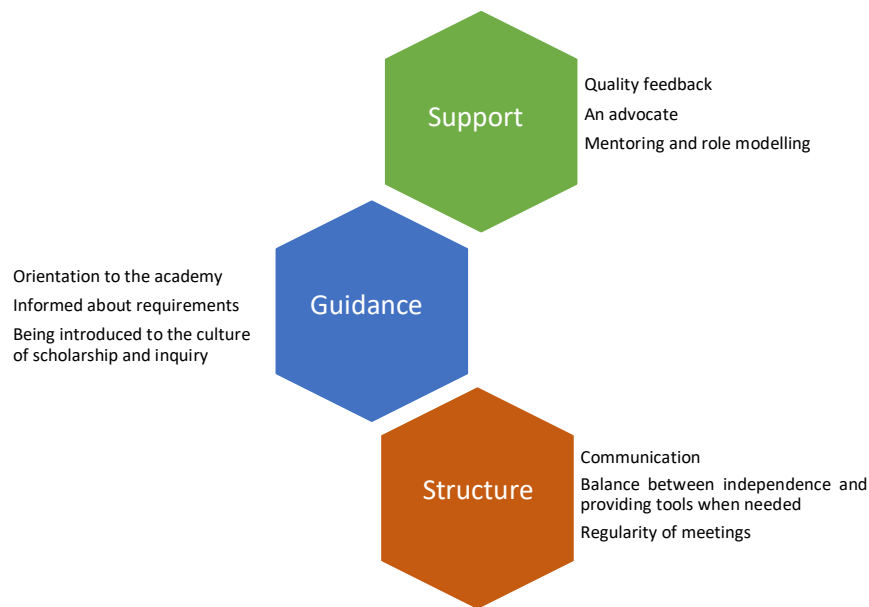 Support
Quality feedback
An advocate
Mentoring and role modelling
Guidance
Orientation to the academy
Informed about requirements
Being introduced to the culture
of scholarship and inquiry
Structure
Communication
Balance between independence and
providing tools when needed
Regularity of meetings